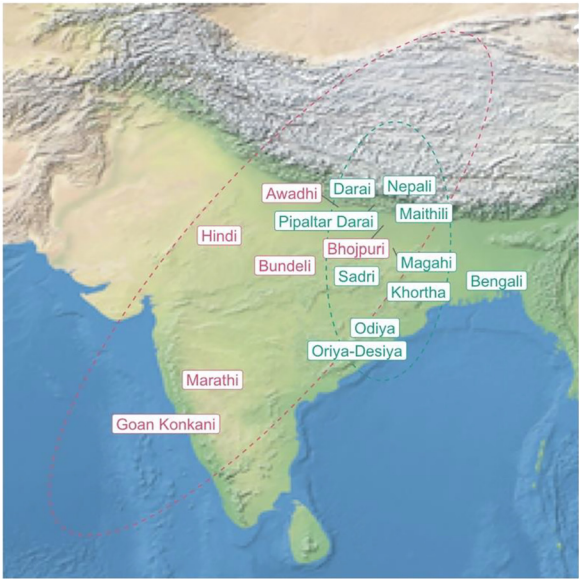 Darai
Nepali
Awadhi
Maithili
Pipaltar Darai
Hindi
Bhojpuri
Bundeli
Magahi
Sadri
Bengali
Khortha
Odiya
Oriya-Desiya
Marathi
Goan Konkani